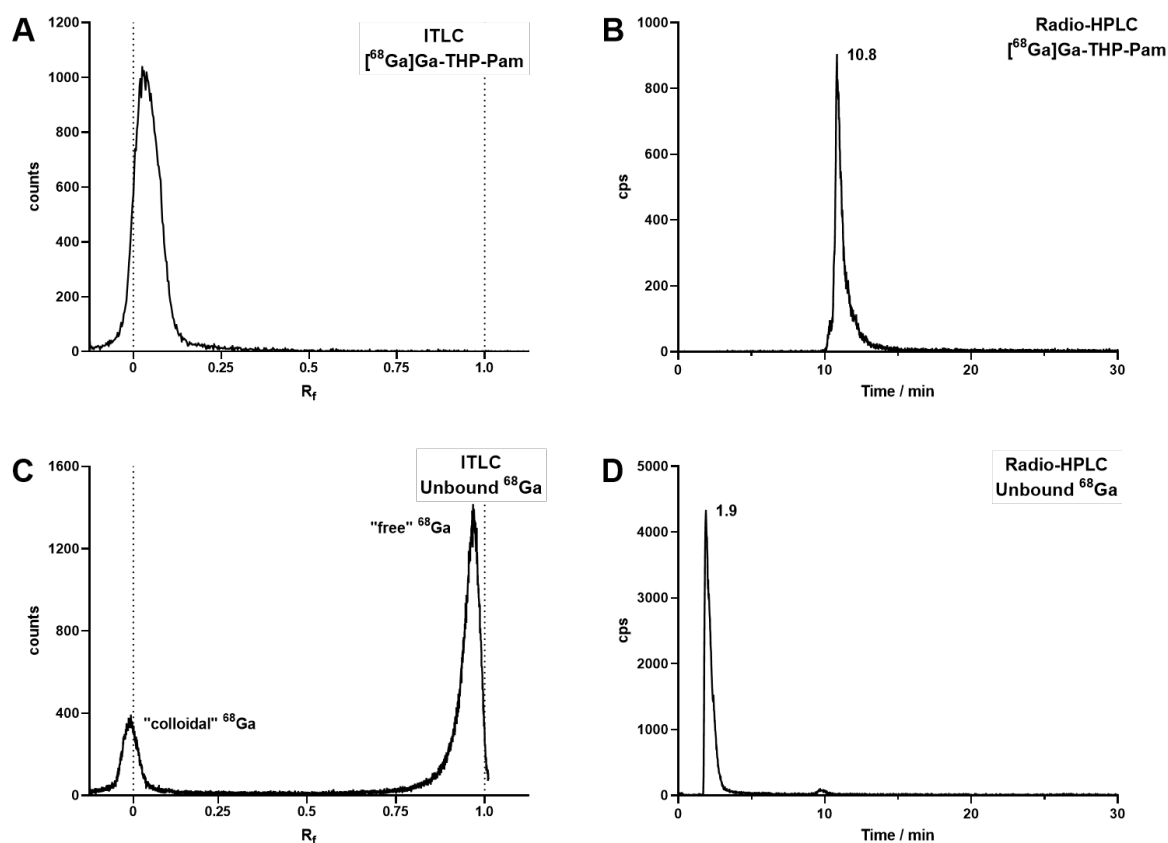 A
ITLC
[⁶⁸Ga]Ga-THP-Pam
1200
1000
800
600
400
200
0
counts
0
0.25
0.5
0.75
1.0
R_f
B
Radio-HPLC
[⁶⁸Ga]Ga-THP-Pam
1000
800
600
400
200
0
cps
10.8
0
10
20
30
Time / min
C
ITLC
Unbound ⁶⁸Ga
1600
1200
800
400
0
counts
"free" ⁶⁸Ga
"colloidal" ⁶⁸Ga
0
0.25
0.5
0.75
1.0
R_f
D
Radio-HPLC
Unbound ⁶⁸Ga
5000
4000
3000
2000
1000
0
cps
1.9
0
10
20
30
Time / min